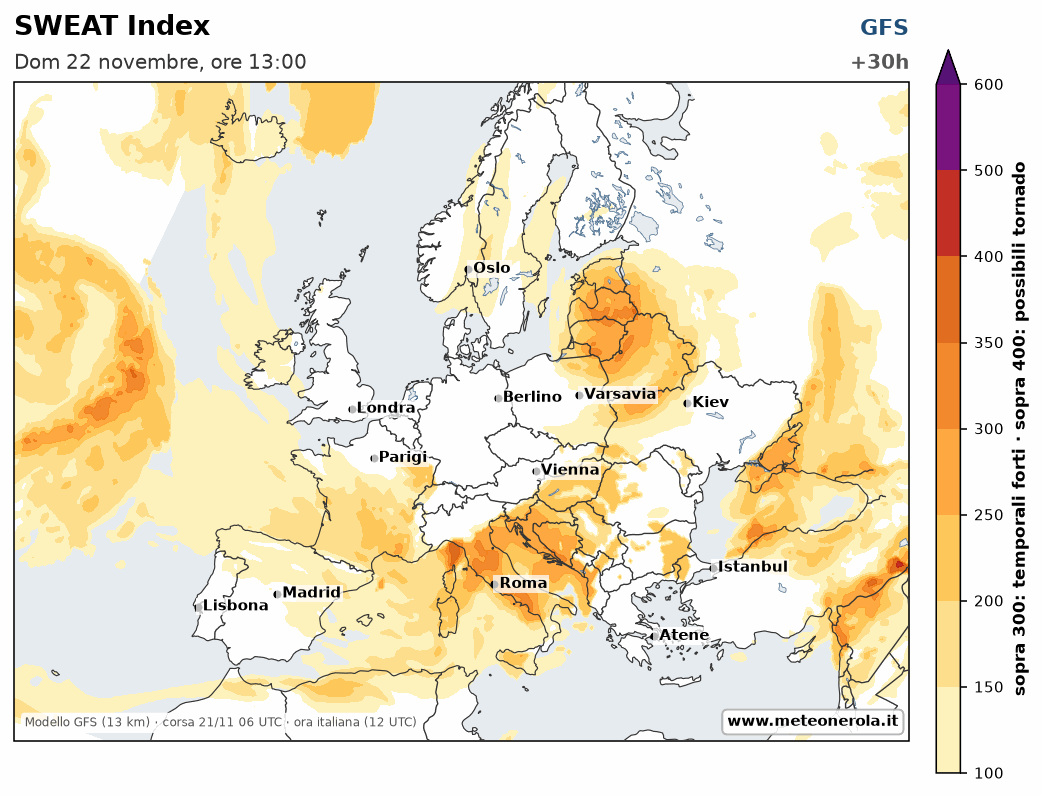 SWEAT Index
GFS
Dom 22 novembre, ore 13:00
+30h
600
500
400
350
300
250
200
150
100
sopra 300: temporali forti · sopra 400: possibili tornado
Oslo
Berlino
Varsavia
Kiev
Londra
Parigi
Vienna
Istanbul
Roma
Madrid
Lisbona
Atene
Modello GFS (13 km) · corsa 21/11 06 UTC · ora italiana (12 UTC)
www.meteonerola.it